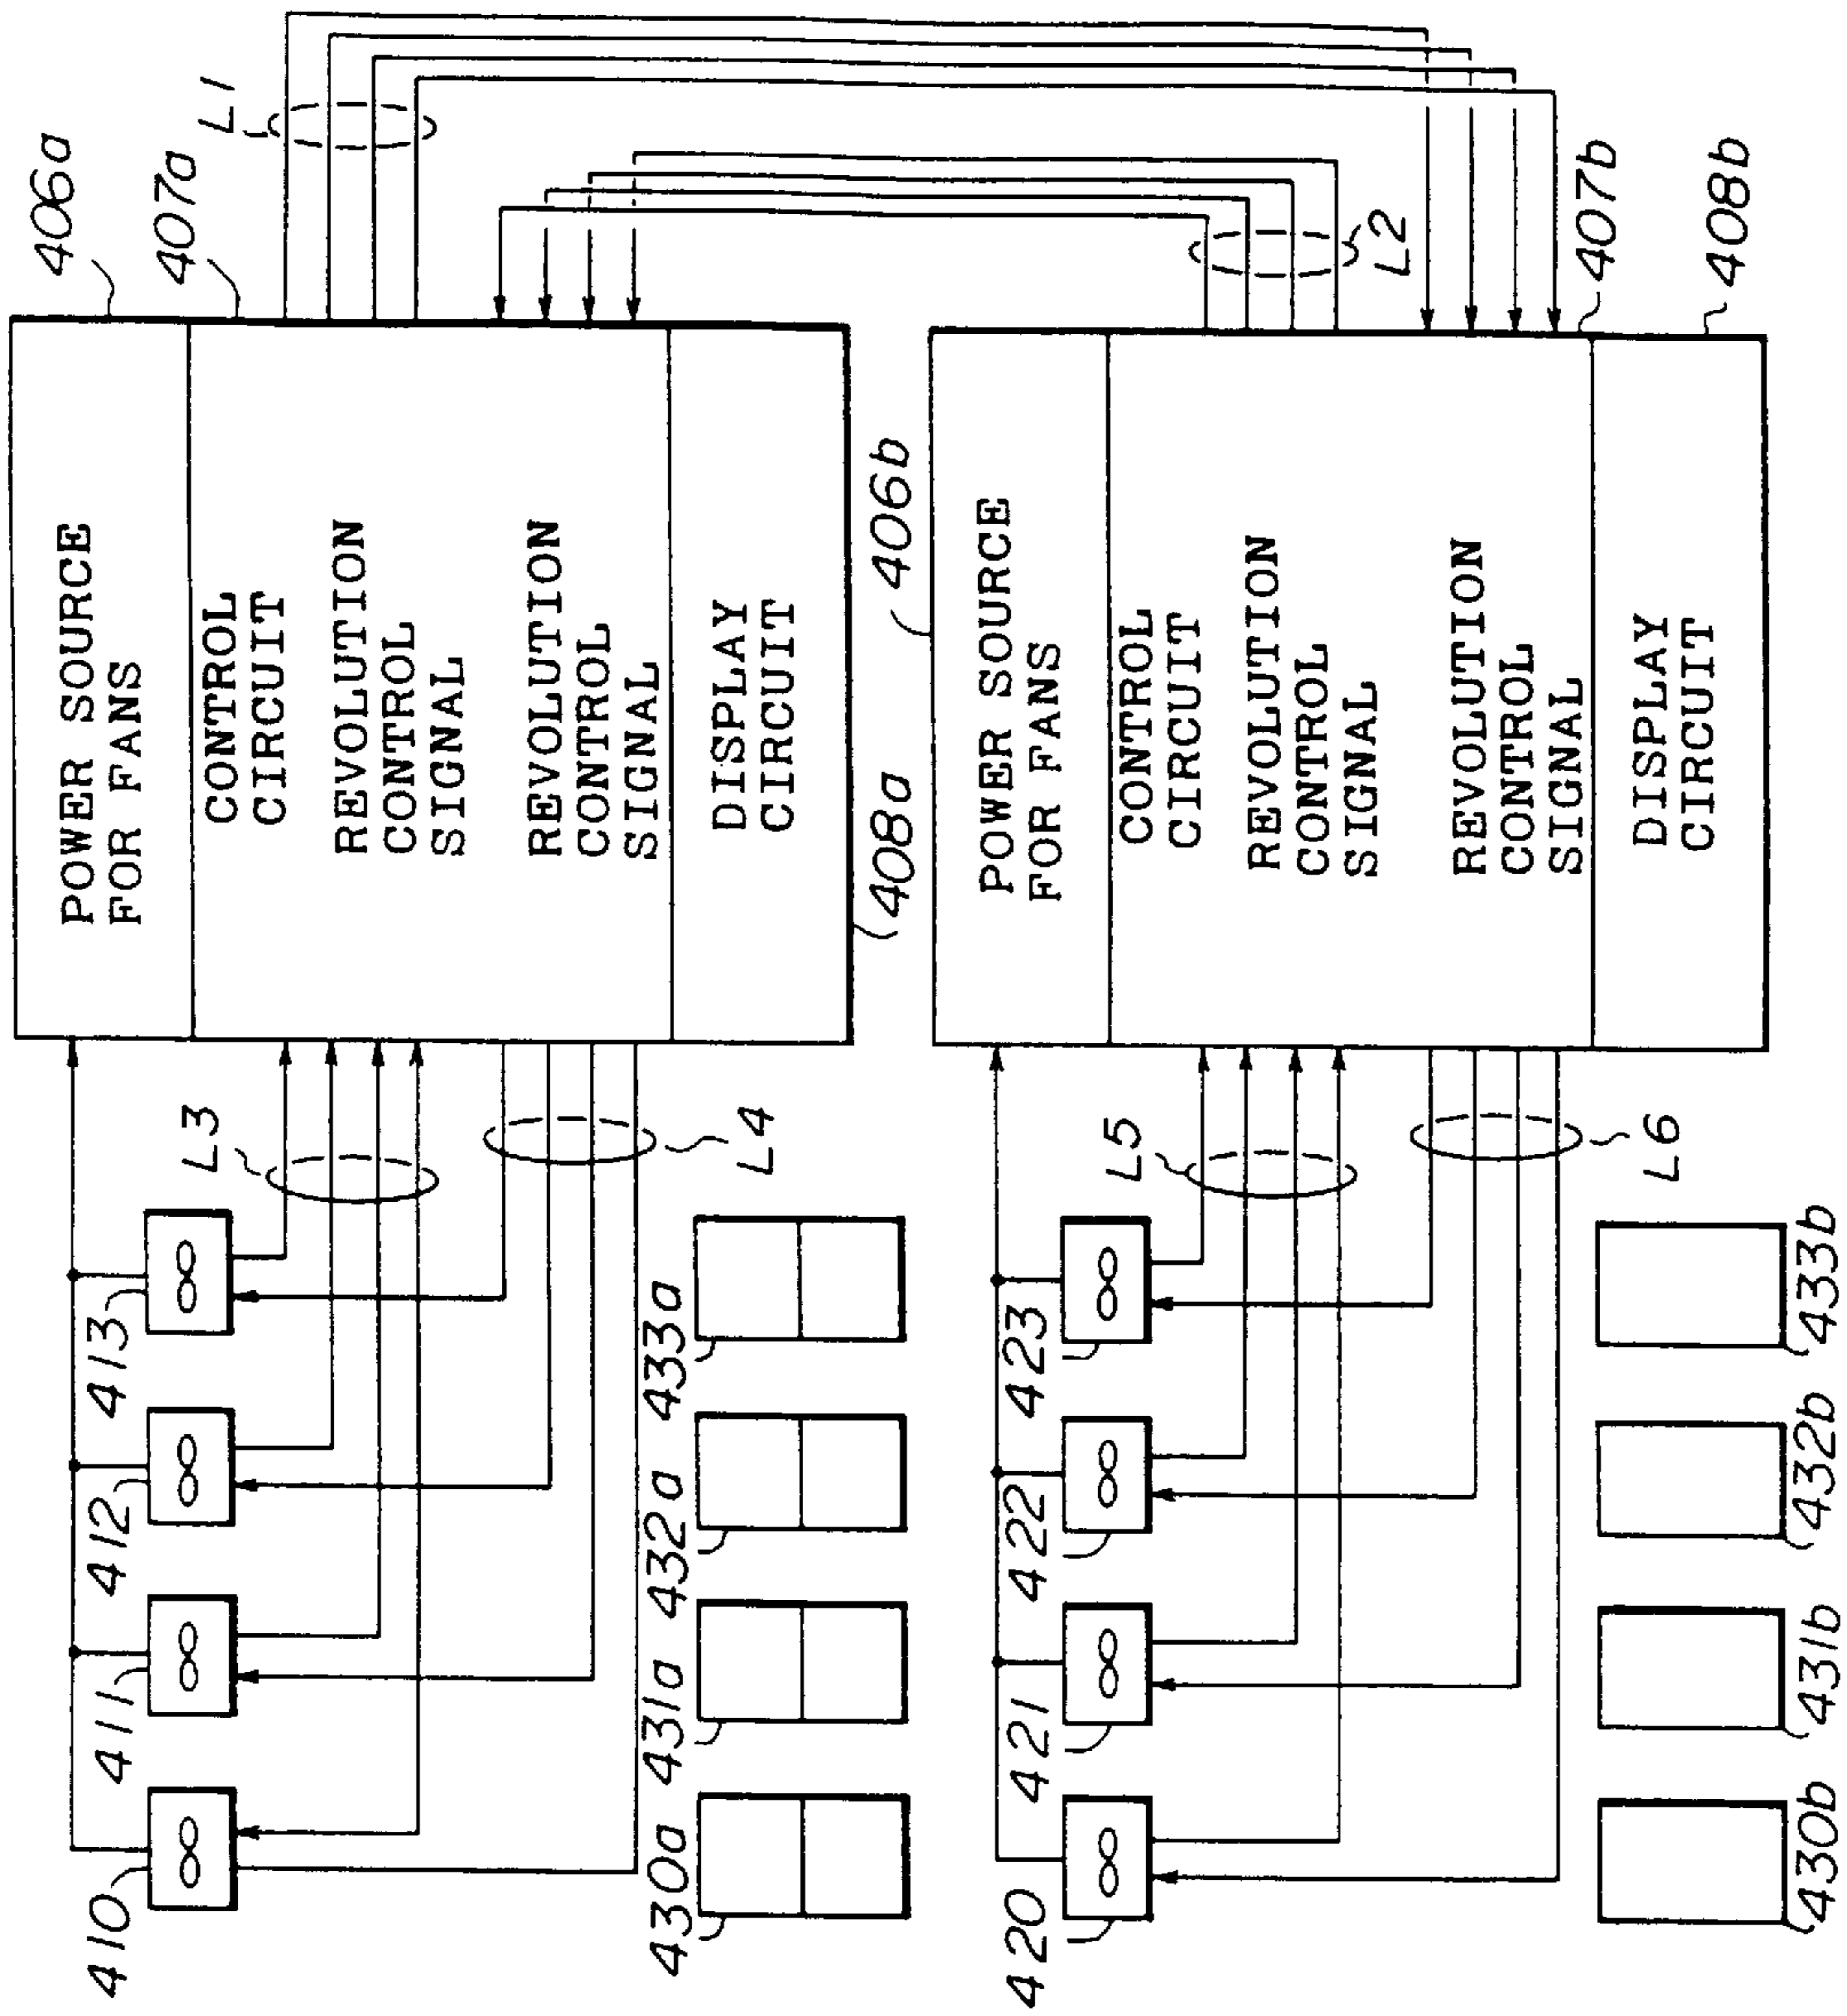 406a
407a
L1
POWER SOURCE
FOR FANS
CONTROL
CIRCUIT
REVOLUTION
CONTROL
SIGNAL
REVOLUTION
CONTROL
SIGNAL
DISPLAY
CIRCUIT
408a
L3
L4
413
412
411
410
433a
432a
431a
430a
406b
L2
407b
408b
POWER SOURCE
FOR FANS
CONTROL
CIRCUIT
REVOLUTION
CONTROL
SIGNAL
REVOLUTION
CONTROL
SIGNAL
DISPLAY
CIRCUIT
L5
L6
423
422
421
420
433b
432b
431b
430b